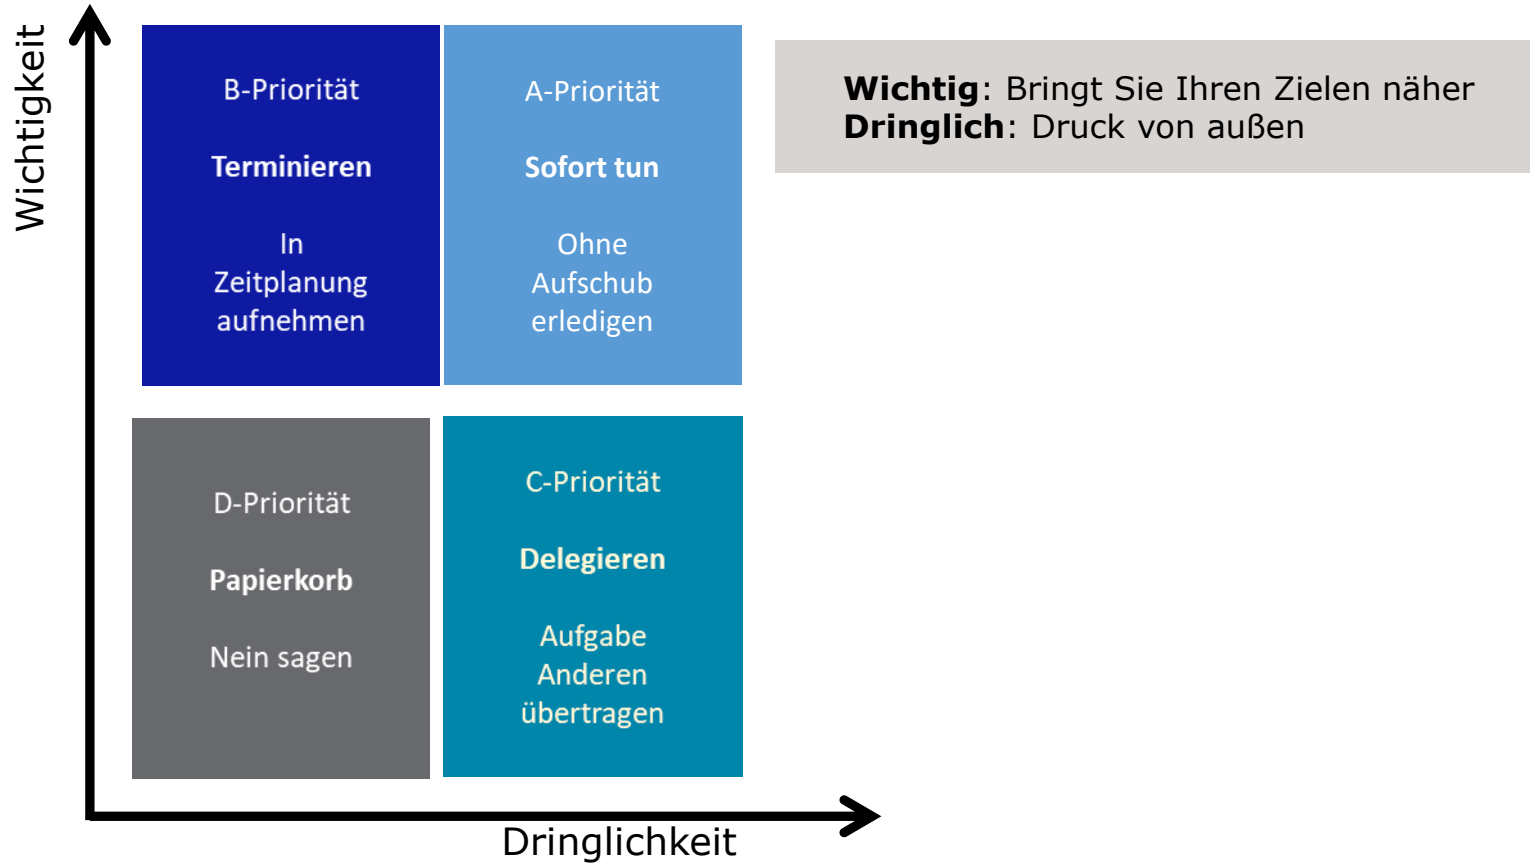 Wichtigkeit
B-Priorität
Terminieren
In
Zeitplanung
aufnehmen
A-Priorität
Sofort tun
Ohne
Aufschub
erledigen
Wichtig: Bringt Sie Ihren Zielen näher
Dringlich: Druck von außen
D-Priorität
Papierkorb
Nein sagen
C-Priorität
Delegieren
Aufgabe
Anderen
übertragen
Dringlichkeit